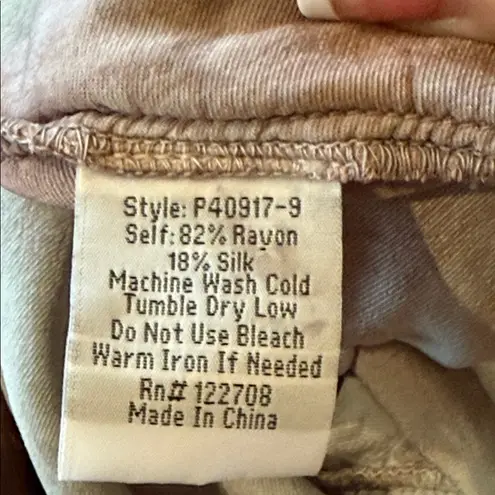 Style: P40917-9
Self: 82% Rayon
18% Silk
Machine Wash Cold
Tumble Dry Low
Do Not Use Bleach
Warm Iron If Needed
Rn# 122708
Made In China